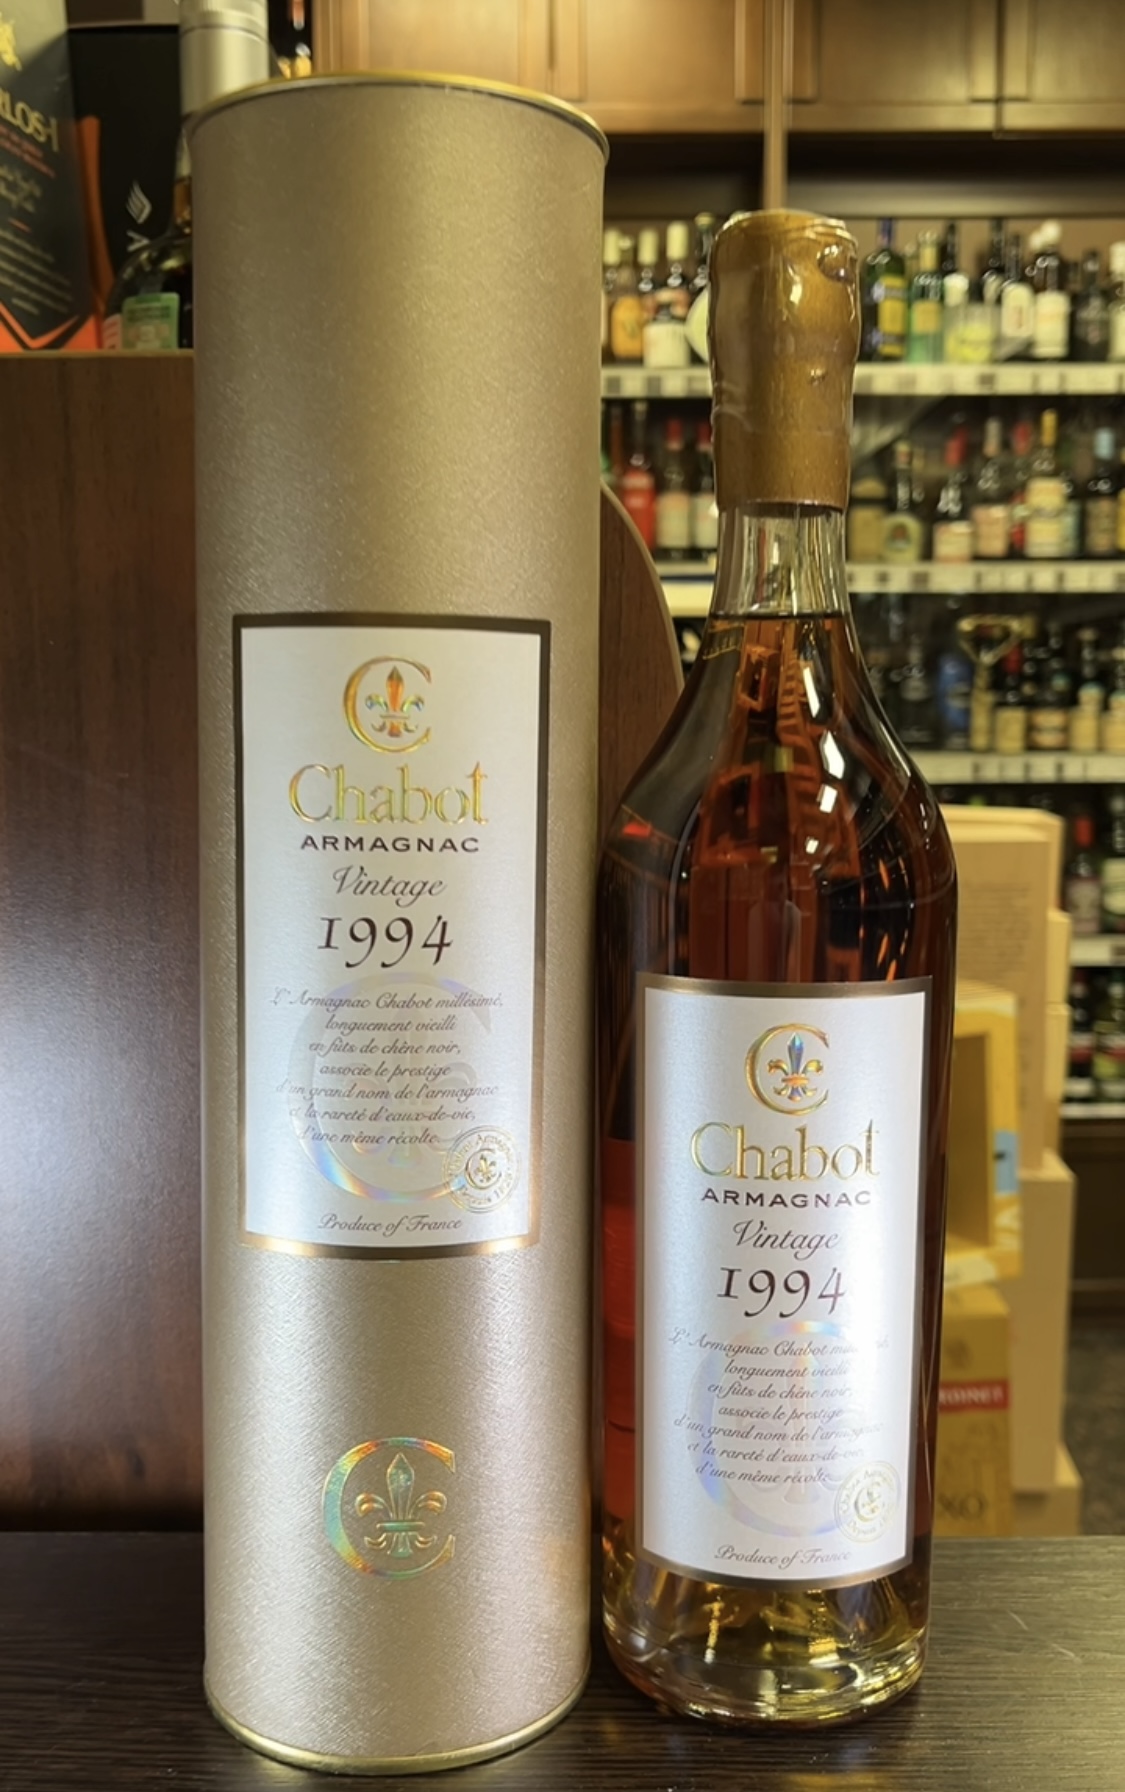 Chabot
ARMAGNAC
Vintage
1994
L'Armagnac Chabot millésimé,
longuement vieilli
en fûts de chêne noir,
associe le prestige
d'un grand nom de l'armagnac
et la rareté d'eaux-de-vie,
d'une même récolte.
Produce of France
Chabot
ARMAGNAC
Vintage
1994
L'Armagnac Chabot
longuement vieilli
en fûts de chêne noir,
associe le prestige
d'un grand nom de l'armagnac
et la rareté d'eaux-de-vie,
d'une même récolte
Produce of France
XO